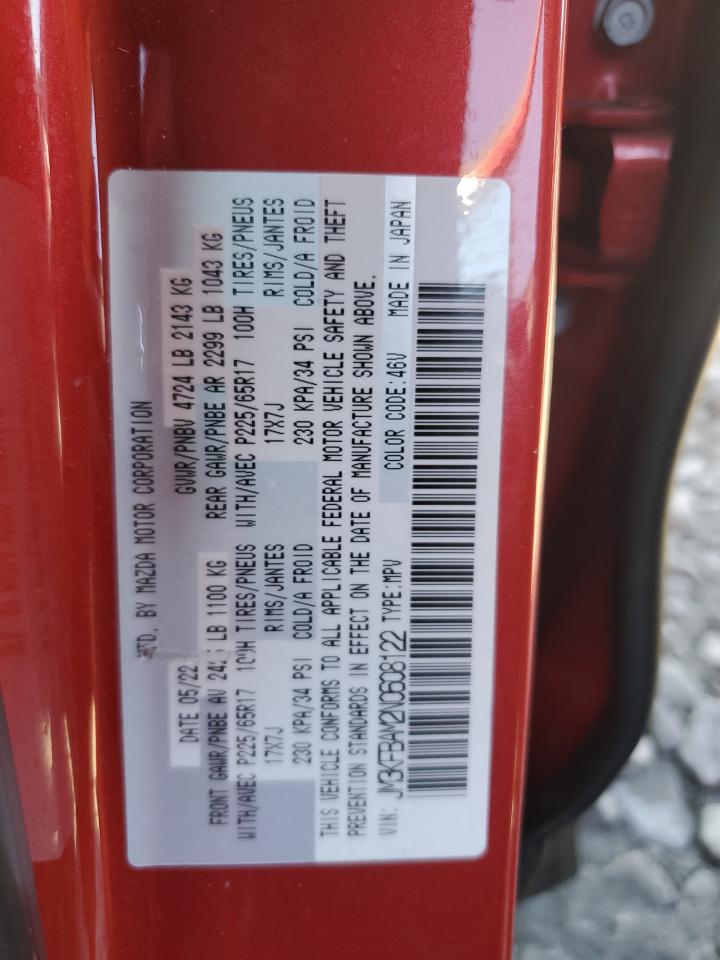 MTD. BY MAZDA MOTOR CORPORATION
DATE 05/22 GVWR/PNBV 4724 LB 2143 KG
FRONT GAWR/PNBE AV LB 1100 KG REAR GAWR/PNBE AR 2299 LB 1043 KG
WITH/AVEC P225/65R17 100H TIRES/PNEUS WITH/AVEC P225/65R17 100H TIRES/PNEUS
17X7J RIMS/JANTES 17X7J RIMS/JANTES
230 KPA/34 PSI COLD/A FROID 230 KPA/34 PSI COLD/A FROID
THIS VEHICLE CONFORMS TO ALL APPLICABLE FEDERAL MOTOR VEHICLE SAFETY AND THEFT
PREVENTION STANDARDS IN EFFECT ON THE DATE OF MANUFACTURE SHOWN ABOVE.
VIN: JM3KFBAY2N0608122 TYPE:MPV COLOR CODE:46V MADE IN JAPAN